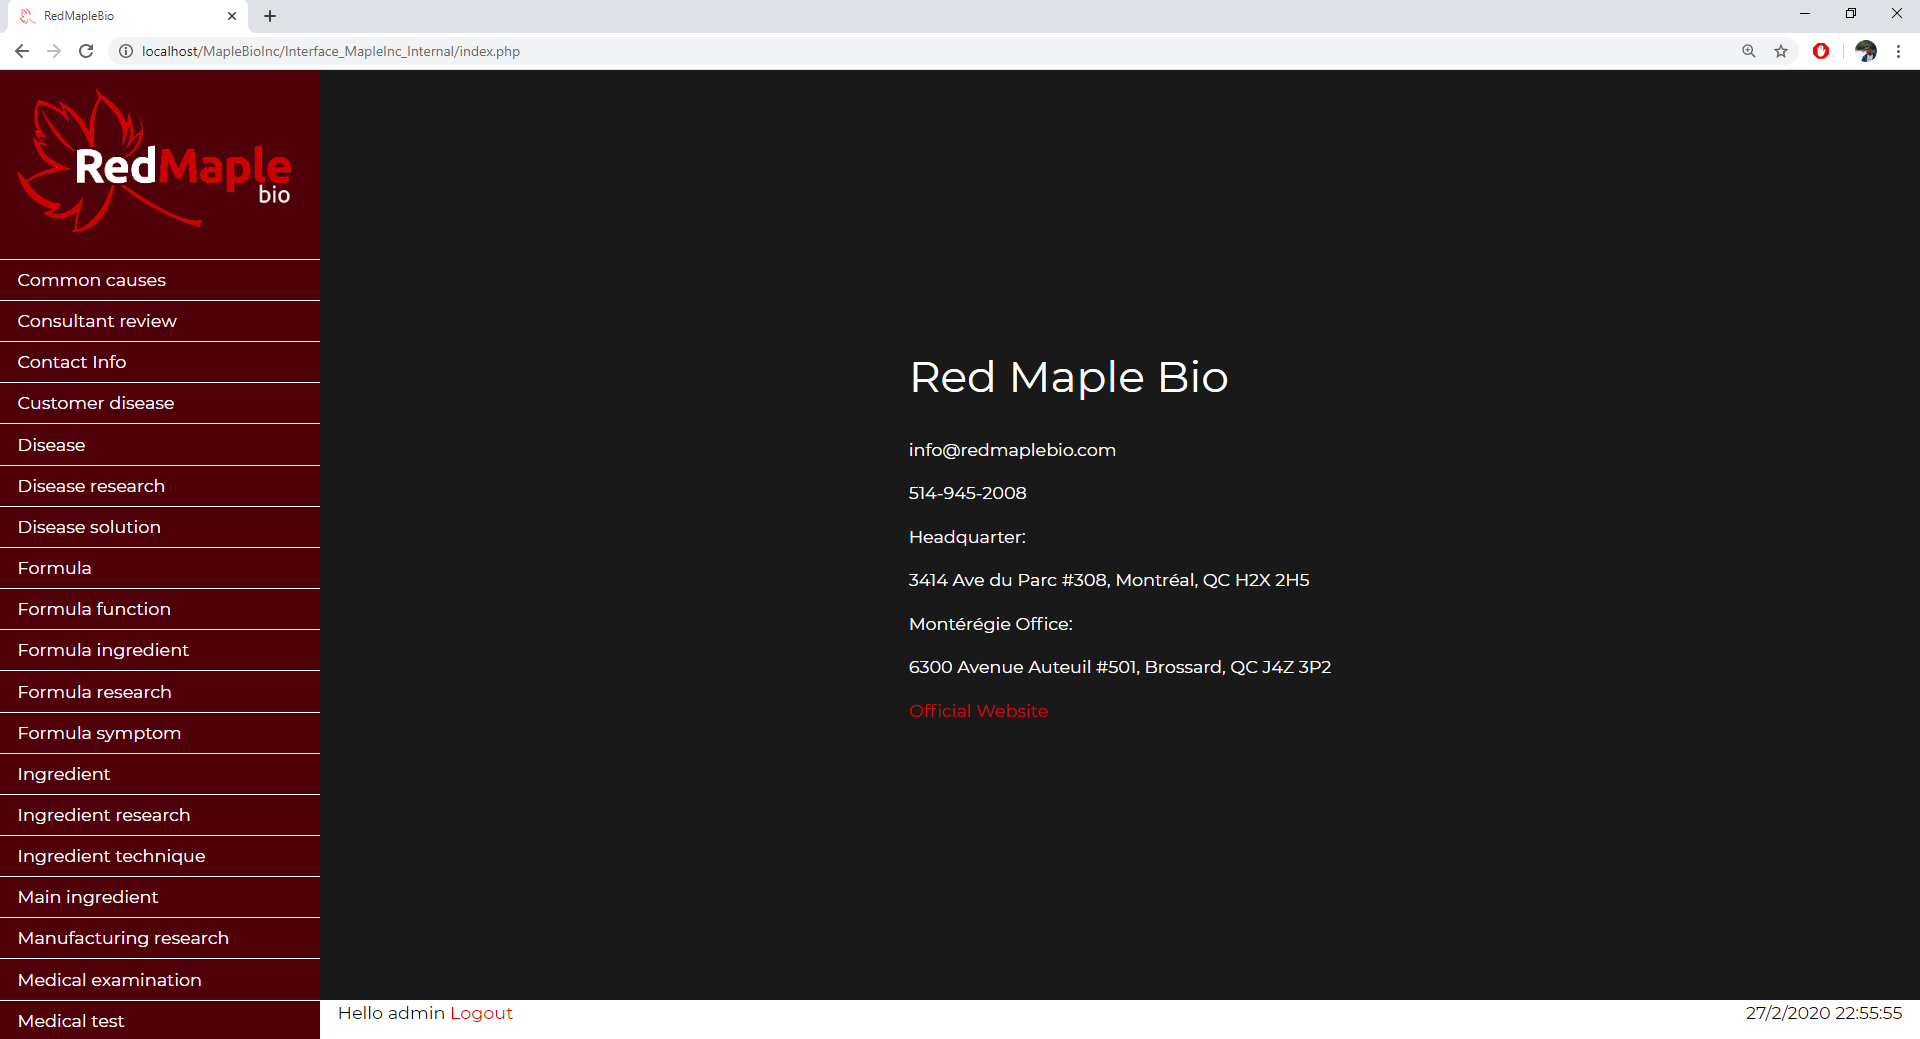 RedMapleBio
localhost/MapleBioInc/Interface_MapleInc_Internal/index.php
RedMaple
bio
Common causes
Consultant review
Contact Info
Customer disease
Disease
Disease research
Disease solution
Formula
Formula function
Formula ingredient
Formula research
Formula symptom
Ingredient
Ingredient research
Ingredient technique
Main ingredient
Manufacturing research
Medical examination
Medical test
Red Maple Bio
info@redmaplebio.com
514-945-2008
Headquarter:
3414 Ave du Parc #308, Montréal, QC H2X 2H5
Montérégie Office:
6300 Avenue Auteuil #501, Brossard, QC J4Z 3P2
Official Website
Hello admin Logout
27/2/2020 22:55:55